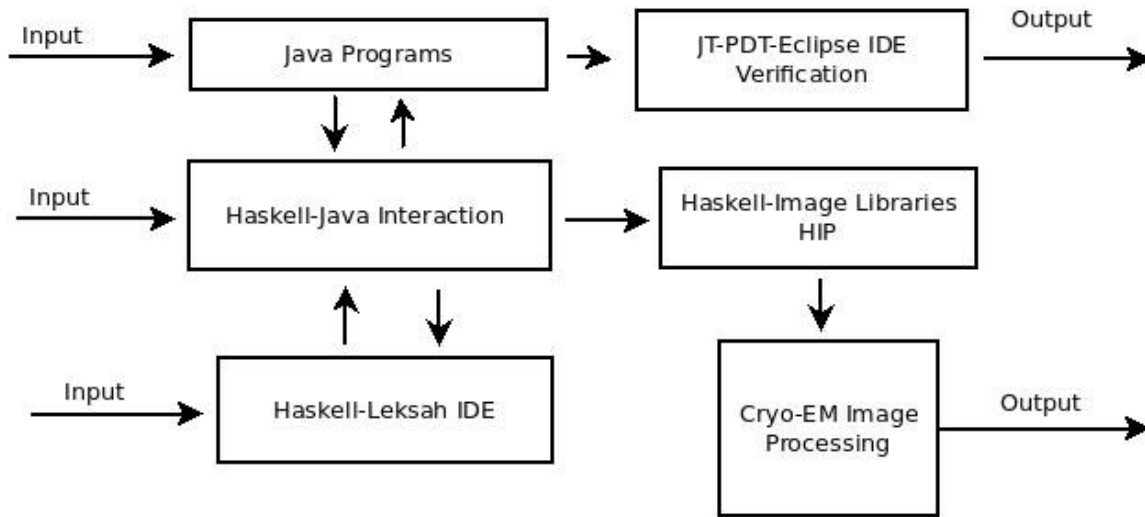 Input
Java Programs
JT-PDT-Eclipse IDE
Verification
Output
Input
Haskell-Java Interaction
Haskell-Image Libraries
HIP
Input
Haskell-Leksah IDE
Cryo-EM Image
Processing
Output